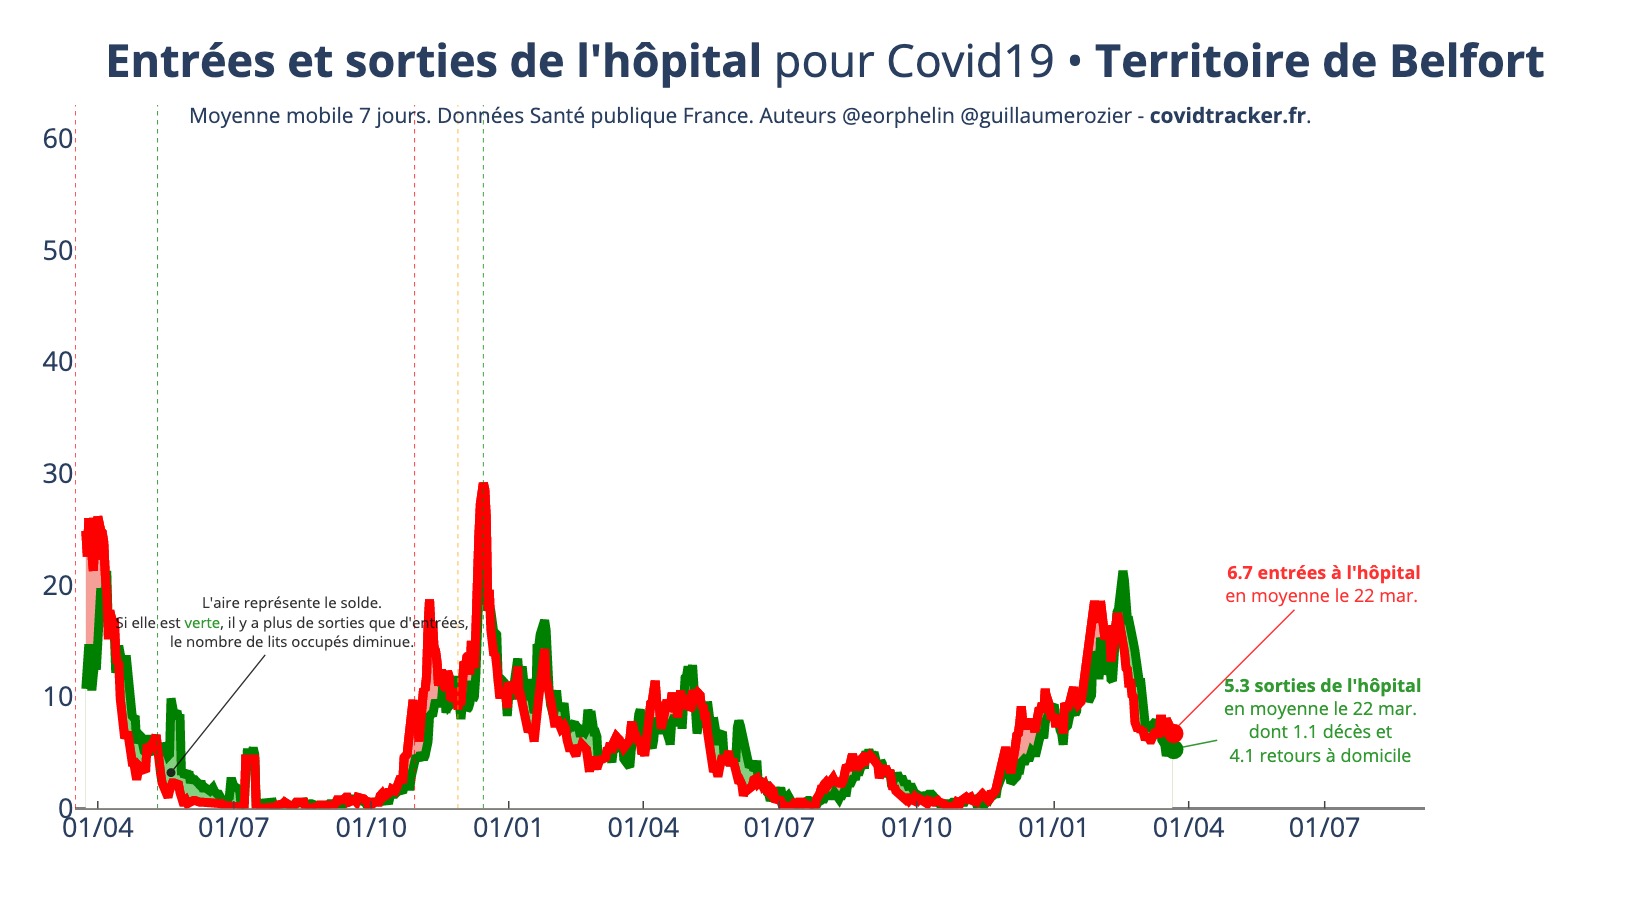 Entrées et sorties de l'hôpital pour Covid19 • Territoire de Belfort
Moyenne mobile 7 jours. Données Santé publique France. Auteurs @eorphelin @guillaumerozier - covidtracker.fr.
60
50
40
30
20
10
0
L'aire représente le solde.
Si elle est verte, il y a plus de sorties que d'entrées,
le nombre de lits occupés diminue.
6.7 entrées à l'hôpital
en moyenne le 22 mar.
5.3 sorties de l'hôpital
en moyenne le 22 mar.
dont 1.1 décès et
4.1 retours à domicile
01/04 01/07 01/10 01/01 01/04 01/07 01/10 01/01 01/04 01/07